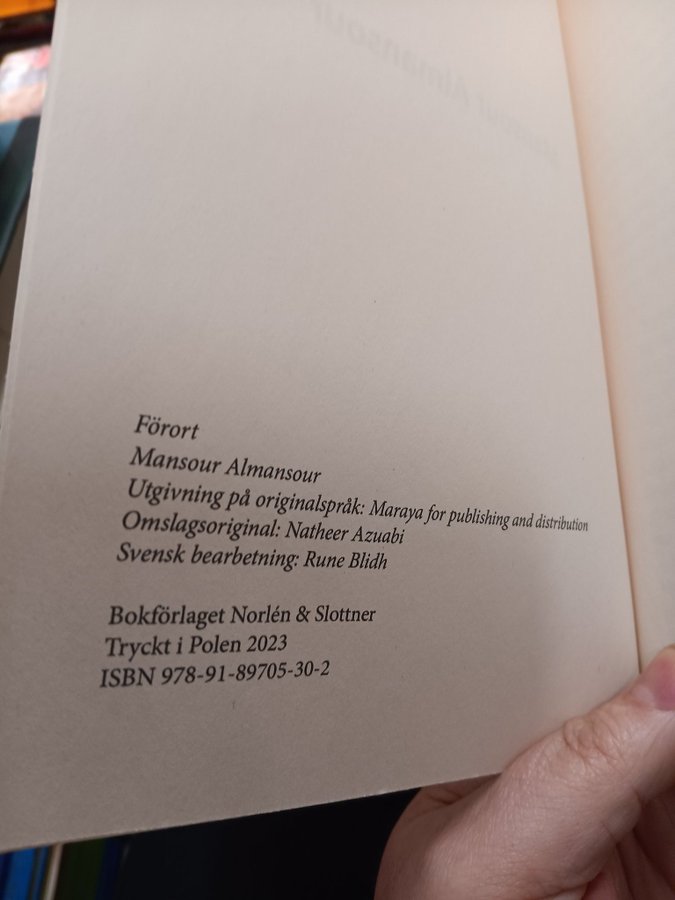 Förort
Mansour Almansour
Utgivning på originalspråk: Maraya for publishing and distribution
Omslagsoriginal: Natheer Azuabi
Svensk bearbetning: Rune Blidh
Bokförlaget Norlén & Slottner
Tryckt i Polen 2023
ISBN 978-91-89705-30-2